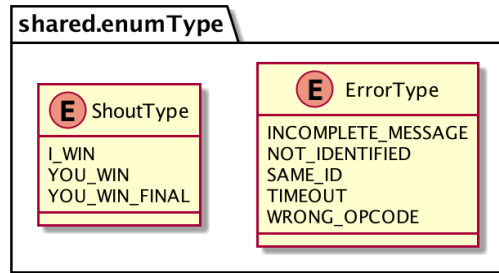 shared.enumType
E ShoutType
I_WIN
YOU_WIN
YOU_WIN_FINAL
E ErrorType
INCOMPLETE_MESSAGE
NOT_IDENTIFIED
SAME_ID
TIMEOUT
WRONG_OPCODE